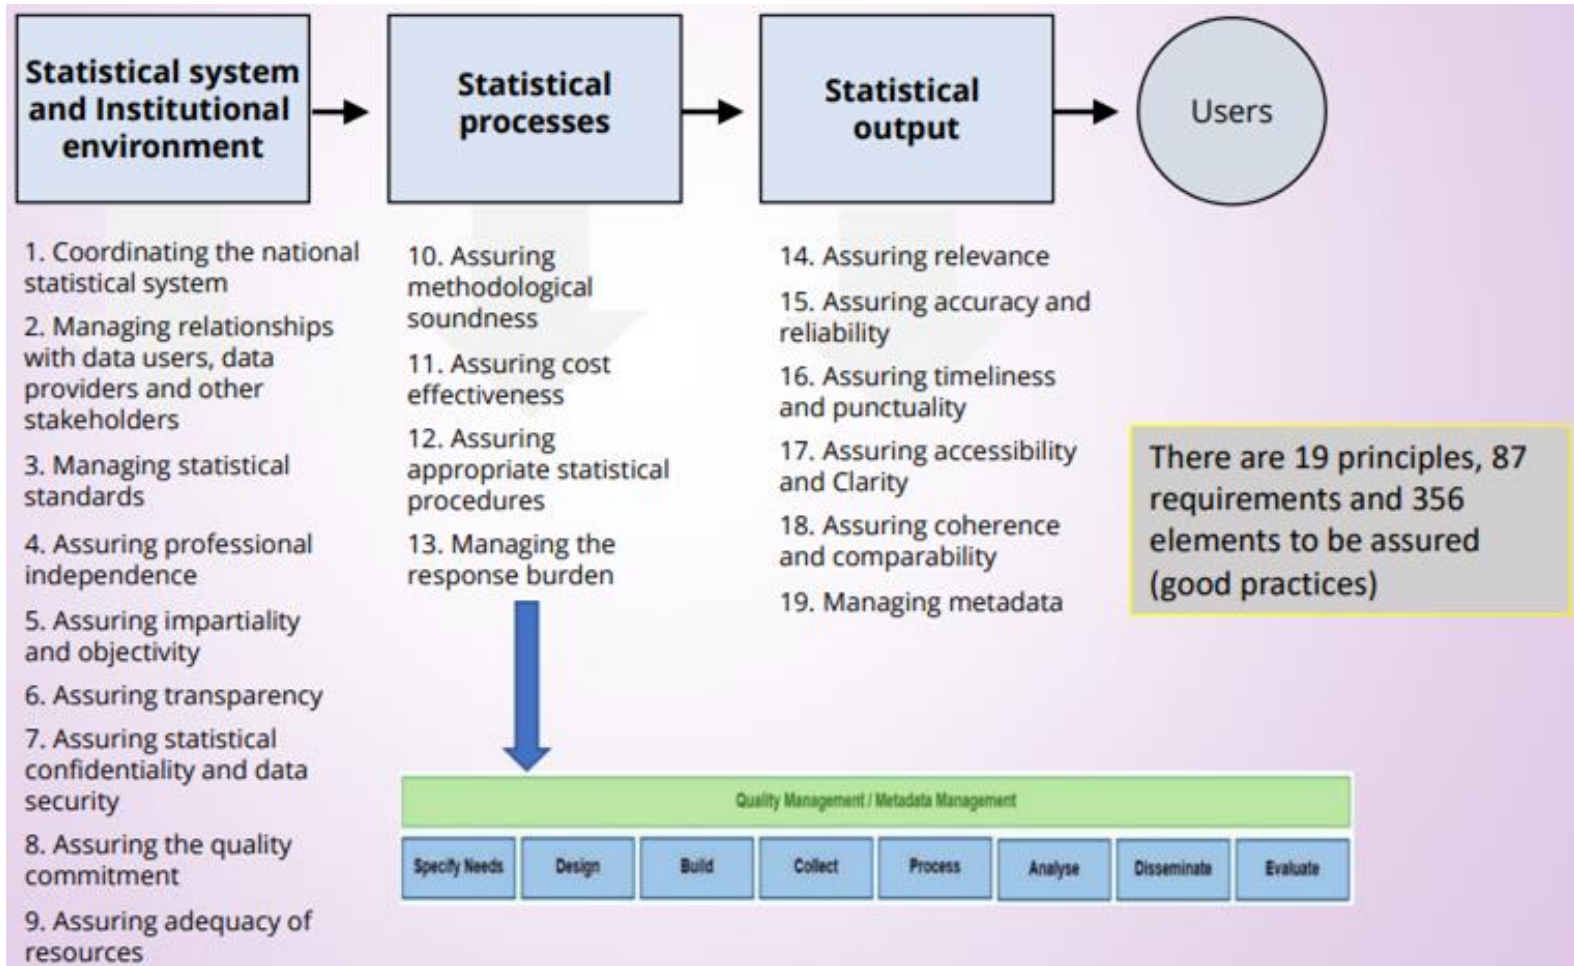 Statistical system
and Institutional
environment
Statistical
processes
Statistical
output
Users
1. Coordinating the national
statistical system
2. Managing relationships
with data users, data
providers and other
stakeholders
3. Managing statistical
standards
4. Assuring professional
independence
5. Assuring impartiality
and objectivity
6. Assuring transparency
7. Assuring statistical
confidentiality and data
security
8. Assuring the quality
commitment
9. Assuring adequacy of
resources
10. Assuring
methodological
soundness
11. Assuring cost
effectiveness
12. Assuring
appropriate statistical
procedures
13. Managing the
response burden
14. Assuring relevance
15. Assuring accuracy and
reliability
16. Assuring timeliness
and punctuality
17. Assuring accessibility
and Clarity
18. Assuring coherence
and comparability
19. Managing metadata
There are 19 principles, 87
requirements and 356
elements to be assured
(good practices)
Quality Management / Metadata Management
Specify Needs
Design
Build
Collect
Process
Analyse
Disseminate
Evaluate